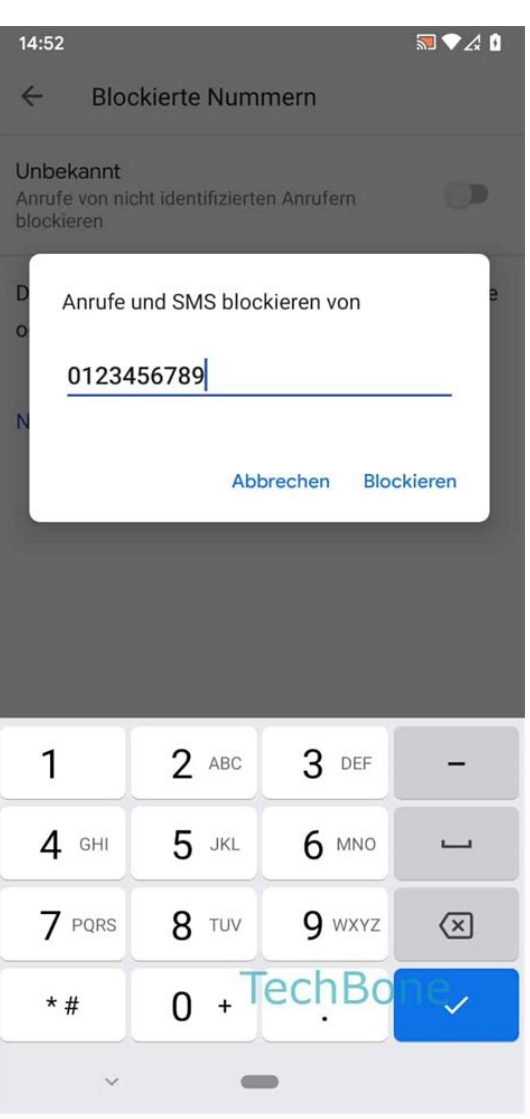 14:52
Blockierte Nummern
Unbekannt
Anrufe von nicht identifizierten Anrufern
blockieren
Anrufe und SMS blockieren von
0123456789
Abbrechen Blockieren
1 2 ABC 3 DEF -
4 GHI 5 JKL 6 MNO
7 PQRS 8 TUV 9 WXYZ
* # 0 + .
TechBone